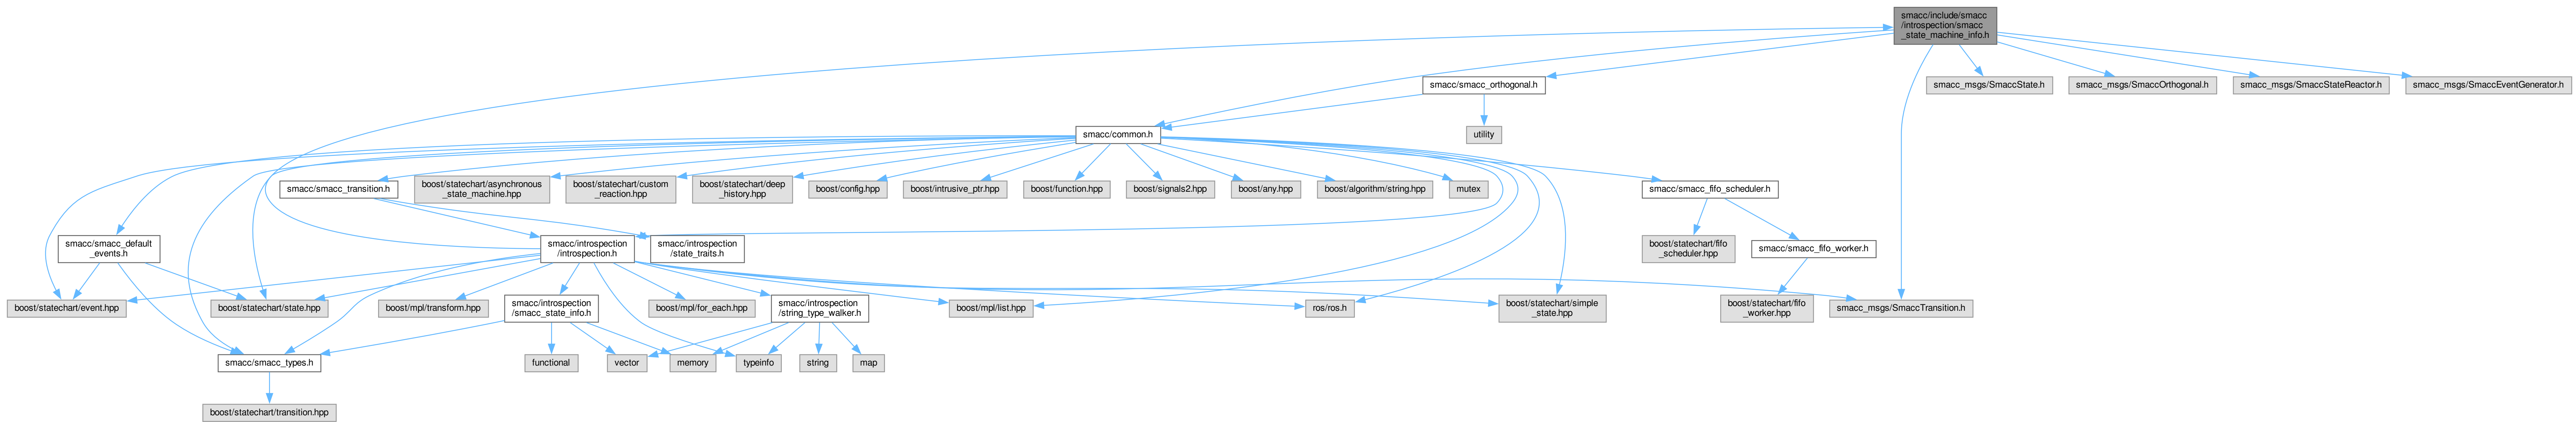 smacc/include/smacc
/introspection/smacc
_state_machine_info.h
smacc/smacc_orthogonal.h
smacc_msgs/SmaccState.h
smacc_msgs/SmaccOrthogonal.h
smacc_msgs/SmaccStateReactor.h
smacc_msgs/SmaccEventGenerator.h
smacc/common.h
utility
smacc/smacc_transition.h
boost/statechart/asynchronous
_state_machine.hpp
boost/statechart/custom
_reaction.hpp
boost/statechart/deep
_history.hpp
boost/config.hpp
boost/intrusive_ptr.hpp
boost/function.hpp
boost/signals2.hpp
boost/any.hpp
boost/algorithm/string.hpp
mutex
smacc/smacc_fifo_scheduler.h
smacc/smacc_default
_events.h
smacc/introspection
/introspection.h
smacc/introspection
/state_traits.h
boost/statechart/fifo
_scheduler.hpp
smacc/smacc_fifo_worker.h
boost/statechart/event.hpp
boost/statechart/state.hpp
boost/mpl/transform.hpp
smacc/introspection
/smacc_state_info.h
boost/mpl/for_each.hpp
smacc/introspection
/string_type_walker.h
boost/mpl/list.hpp
ros/ros.h
boost/statechart/simple
_state.hpp
boost/statechart/fifo
_worker.hpp
smacc_msgs/SmaccTransition.h
smacc/smacc_types.h
functional
vector
memory
typeinfo
string
map
boost/statechart/transition.hpp